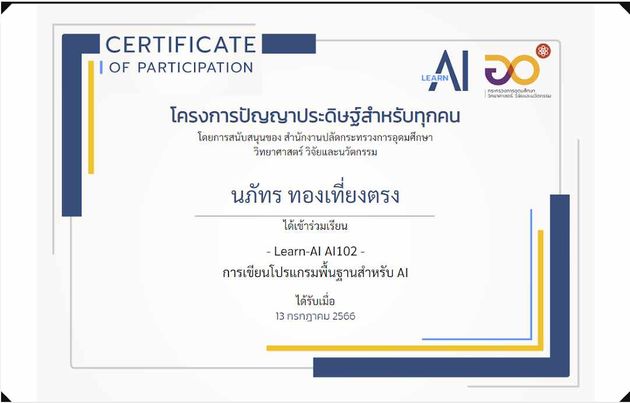 CERTIFICATE
OF PARTICIPATION
LEARN AI
อว
กระทรวงการอุดมศึกษา
วิทยาศาสตร์ วิจัยและนวัตกรรม
โครงการปัญญาประดิษฐ์สำหรับทุกคน
โดยการสนับสนุนของ สำนักงานปลัดกระทรวงการอุดมศึกษา
วิทยาศาสตร์ วิจัยและนวัตกรรม
นภัทร ทองเที่ยงตรง
ได้เข้าร่วมเรียน
- Learn-AI AI102 -
การเขียนโปรแกรมพื้นฐานสำหรับ AI
ได้รับเมื่อ
13 กรกฎาคม 2566